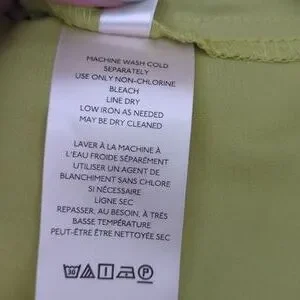 MACHINE WASH COLD
SEPARATELY
USE ONLY NON-CHLORINE
BLEACH
LINE DRY
LOW IRON AS NEEDED
MAY BE DRY CLEANED
LAVER À LA MACHINE À
L'EAU FROIDE SÉPARÉMENT
UTILISER UN AGENT DE
BLANCHIMENT SANS CHLORE
SI NÉCESSAIRE
LIGNE SEC
REPASSER, AU BESOIN, À TRÈS
BASSE TEMPÉRATURE
PEUT-ÊTRE ÊTRE NETTOYÉE SEC
30 P